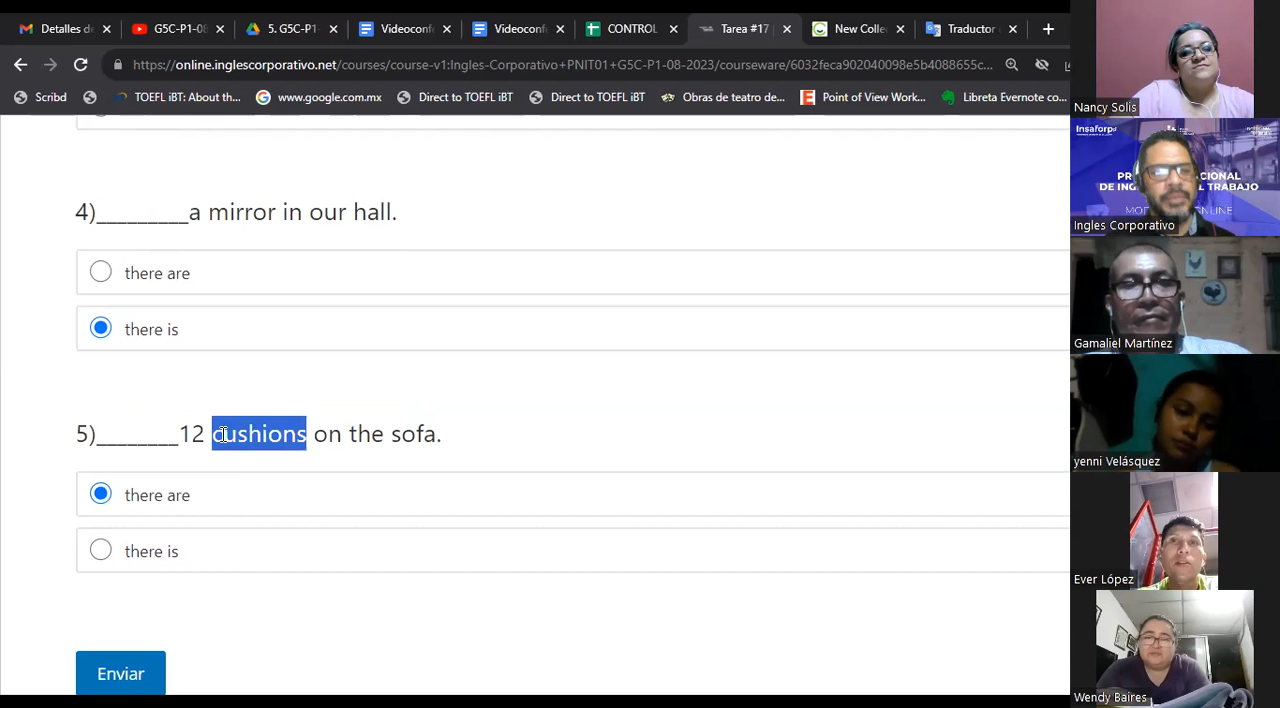 Detalles de
G5C-P1-08
5. G5C-P1-
Videoconf
Videoconf
CONTROL
Tarea #17
New Colle
Traductor
https://online.inglescorporativo.net/courses/course-v1:Ingles-Corporativo+PNIT01+G5C-P1-08-2023/courseware/6032feca902040098e5b4088655c...
Scribd
TOEFL iBT: About th...
www.google.com.mx
Direct to TOEFL iBT
Direct to TOEFL iBT
Obras de teatro de...
Point of View Work...
Libreta Evernote co...
4)_________a mirror in our hall.
there are
there is
5)________12 cushions on the sofa.
there are
there is
Enviar
Nancy Solis
Insaforp
Ingles Corporativo
Gamaliel Martínez
yenni Velásquez
Ever López
Wendy Baires